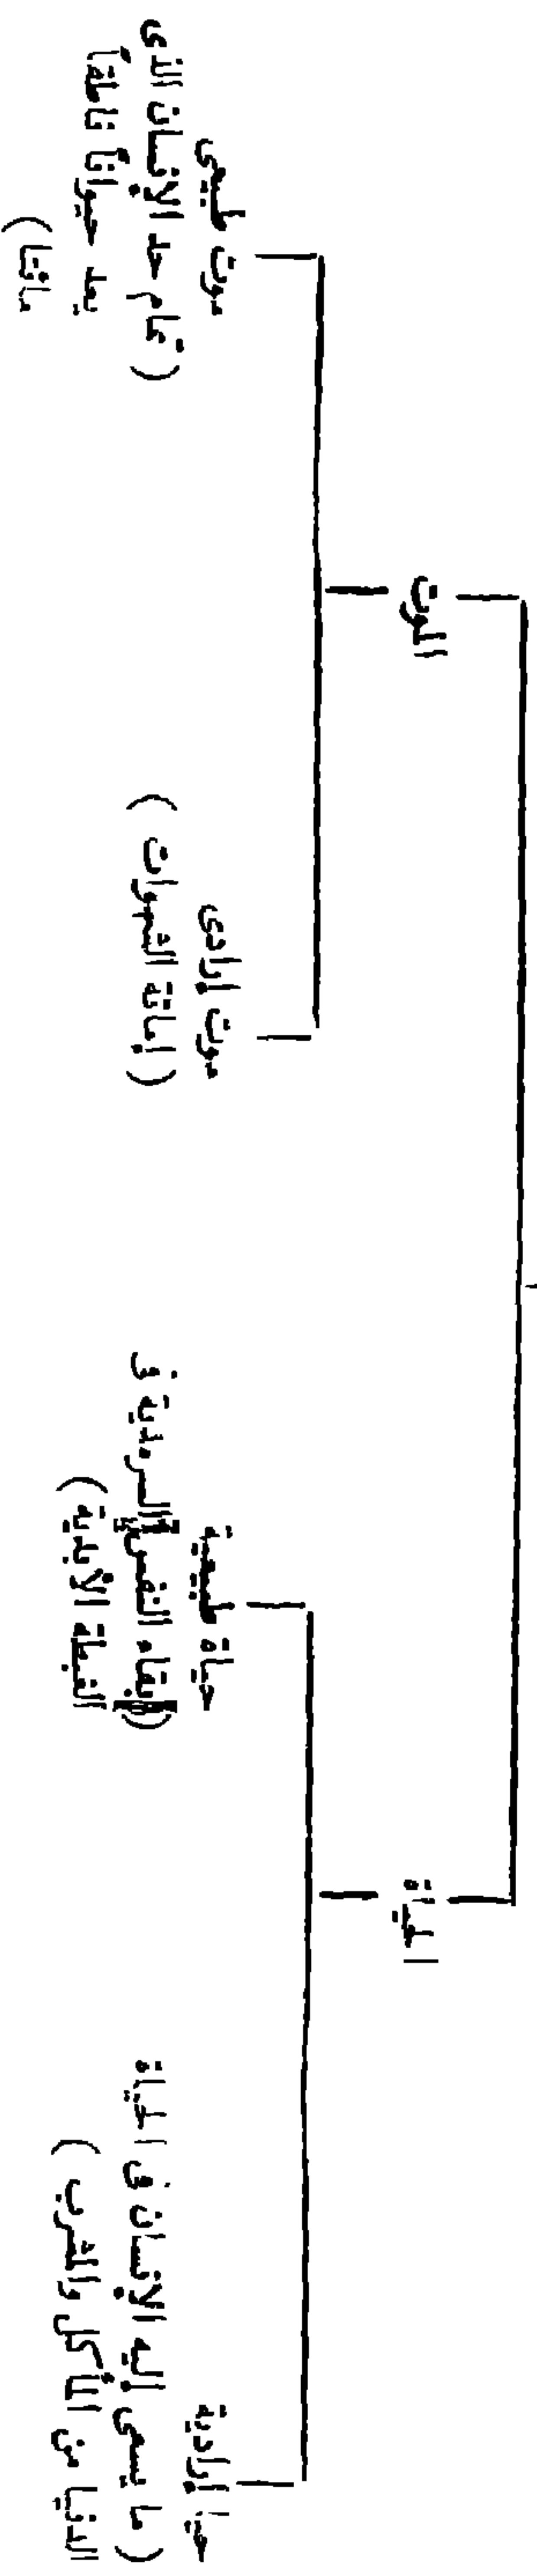 الموت
الحياة
موت طبيعى
( تمام حد الإنسان الذى
يعد حيواناً ناطقاً
مائتا )
موت إرادى
( إماتة الشهوات )
حياة طبيعية
( بقاء النفس السرمدية فى
الغبطة الأبدية )
حيا إرادية
( ما يسعى إليه الإنسان فى الحياة
الدنيا من المأكل والمشرب )